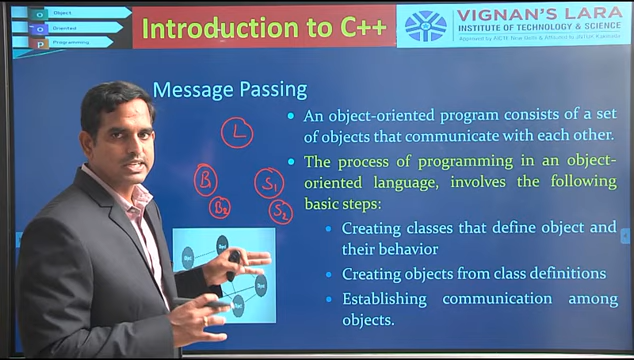 Object
Oriented
Programming
Introduction to C++
VIGNAN'S LARA
INSTITUTE OF TECHNOLOGY & SCIENCE
Message Passing
• An object-oriented program consists of a set
of objects that communicate with each other.
• The process of programming in an object-
oriented language, involves the following
basic steps:
• Creating classes that define object and
their behavior
• Creating objects from class definitions
• Establishing communication among
objects.
L
B1
S1
B2
S2